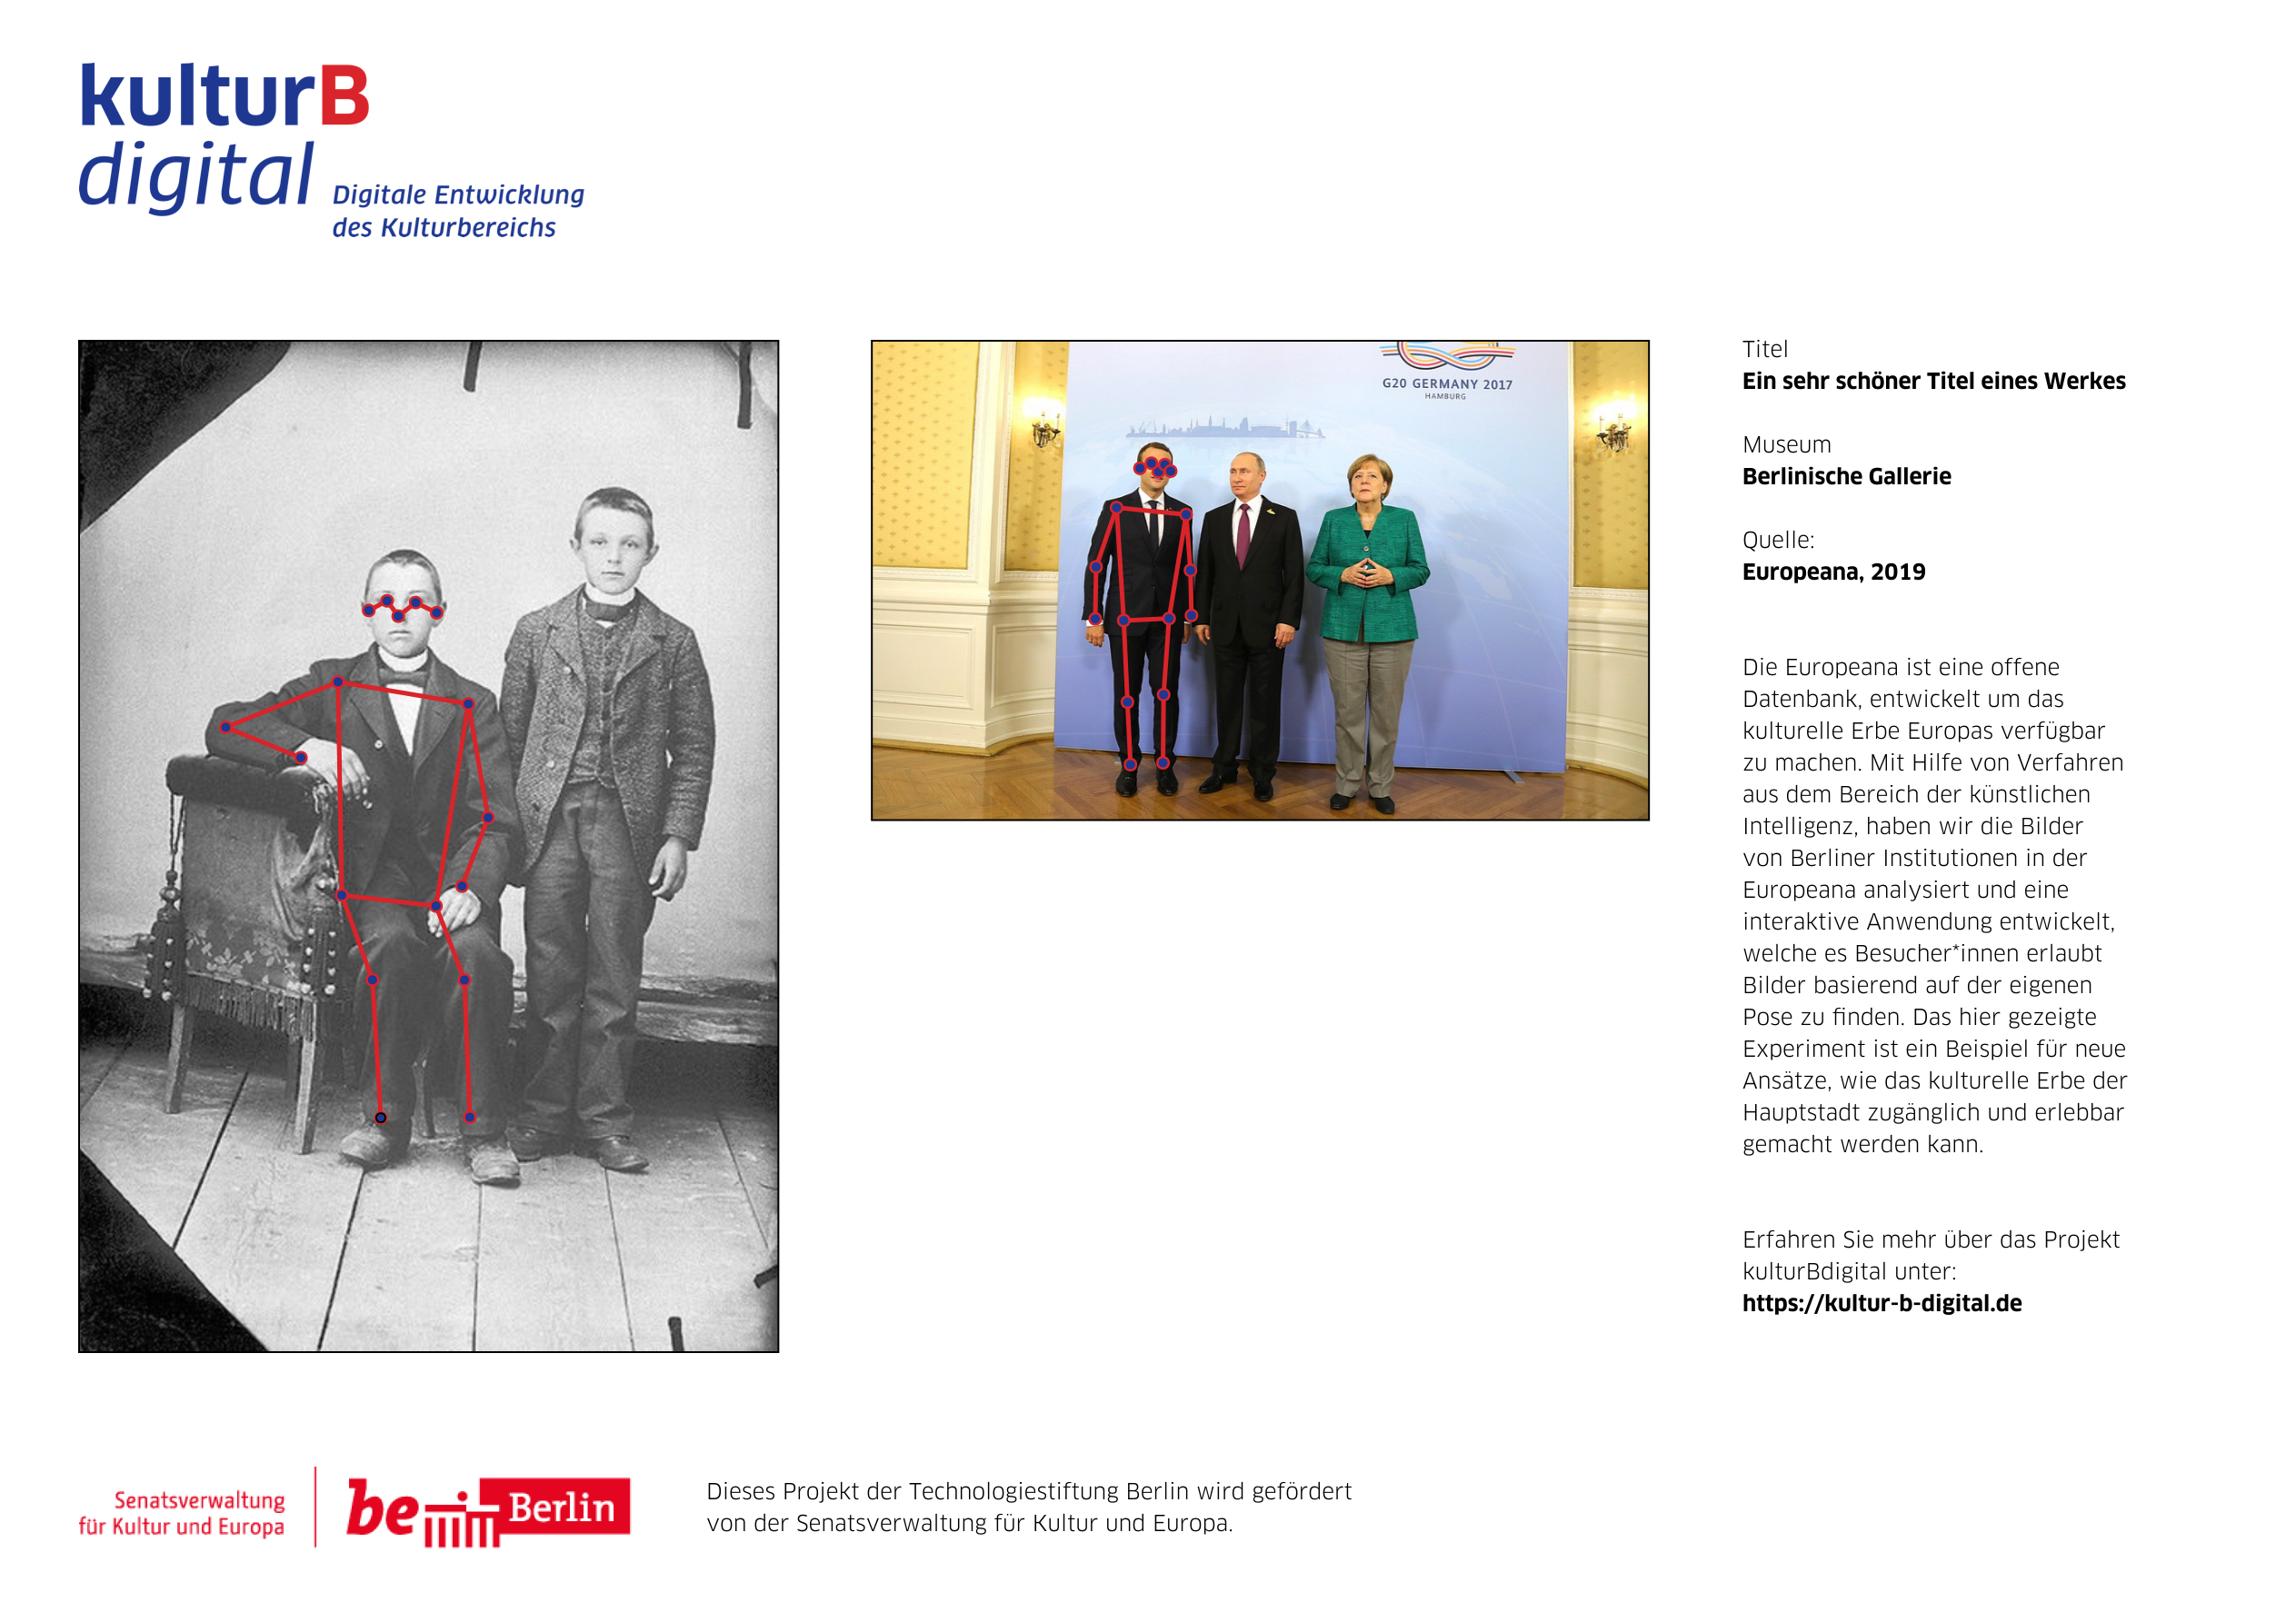 kulturB
digital
Digitale Entwicklung
des Kulturbereichs
G20 GERMANY 2017
HAMBURG
Titel
Ein sehr schöner Titel eines Werkes
Museum
Berlinische Gallerie
Quelle:
Europeana, 2019
Die Europeana ist eine offene
Datenbank, entwickelt um das
kulturelle Erbe Europas verfügbar
zu machen. Mit Hilfe von Verfahren
aus dem Bereich der künstlichen
Intelligenz, haben wir die Bilder
von Berliner Institutionen in der
Europeana analysiert und eine
interaktive Anwendung entwickelt,
welche es Besucher*innen erlaubt
Bilder basierend auf der eigenen
Pose zu finden. Das hier gezeigte
Experiment ist ein Beispiel für neue
Ansätze, wie das kulturelle Erbe der
Hauptstadt zugänglich und erlebbar
gemacht werden kann.
Erfahren Sie mehr über das Projekt
kulturBdigital unter:
https://kultur-b-digital.de
Senatsverwaltung
für Kultur und Europa
be Berlin
Dieses Projekt der Technologiestiftung Berlin wird gefördert
von der Senatsverwaltung für Kultur und Europa.